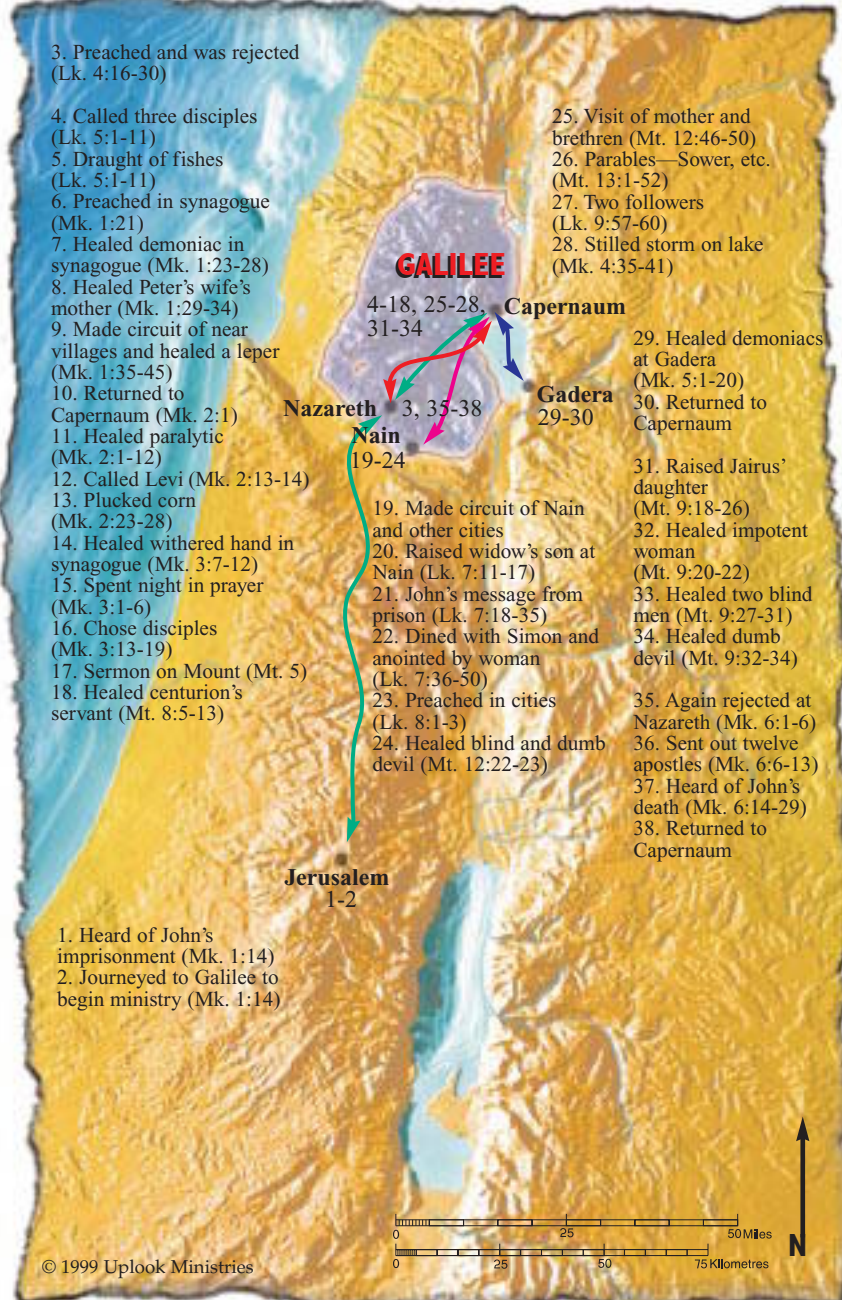 3. Preached and was rejected
(Lk. 4:16-30)
4. Called three disciples
(Lk. 5:1-11)
5. Draught of fishes
(Lk. 5:1-11)
6. Preached in synagogue
(Mk. 1:21)
7. Healed demoniac in
synagogue (Mk. 1:23-28)
8. Healed Peter's wife's
mother (Mk. 1:29-34)
9. Made circuit of near
villages and healed a leper
(Mk. 1:35-45)
10. Returned to
Capernaum (Mk. 2:1)
11. Healed paralytic
(Mk. 2:1-12)
12. Called Levi (Mk. 2:13-14)
13. Plucked corn
(Mk. 2:23-28)
14. Healed withered hand in
synagogue (Mk. 3:7-12)
15. Spent night in prayer
(Mk. 3:1-6)
16. Chose disciples
(Mk. 3:13-19)
17. Sermon on Mount (Mt. 5)
18. Healed centurion's
servant (Mt. 8:5-13)
GALILEE
4-18, 25-28,
31-34
Capernaum
Nazareth
3, 35-38
Nain
19-24
Gadera
29-30
19. Made circuit of Nain
and other cities
20. Raised widow's son at
Nain (Lk. 7:11-17)
21. John's message from
prison (Lk. 7:18-35)
22. Dined with Simon and
anointed by woman
(Lk. 7:36-50)
23. Preached in cities
(Lk. 8:1-3)
24. Healed blind and dumb
devil (Mt. 12:22-23)
25. Visit of mother and
brethren (Mt. 12:46-50)
26. Parables—Sower, etc.
(Mt. 13:1-52)
27. Two followers
(Lk. 9:57-60)
28. Stilled storm on lake
(Mk. 4:35-41)
29. Healed demoniacs
at Gadera
(Mk. 5:1-20)
30. Returned to
Capernaum
31. Raised Jairus'
daughter
(Mt. 9:18-26)
32. Healed impotent
woman
(Mt. 9:20-22)
33. Healed two blind
men (Mt. 9:27-31)
34. Healed dumb
devil (Mt. 9:32-34)
35. Again rejected at
Nazareth (Mk. 6:1-6)
36. Sent out twelve
apostles (Mk. 6:6-13)
37. Heard of John's
death (Mk. 6:14-29)
38. Returned to
Capernaum
Jerusalem
1-2
1. Heard of John's
imprisonment (Mk. 1:14)
2. Journeyed to Galilee to
begin ministry (Mk. 1:14)
0 25 50 Miles
0 25 50 75 Kilometres
N
© 1999 Uplook Ministries